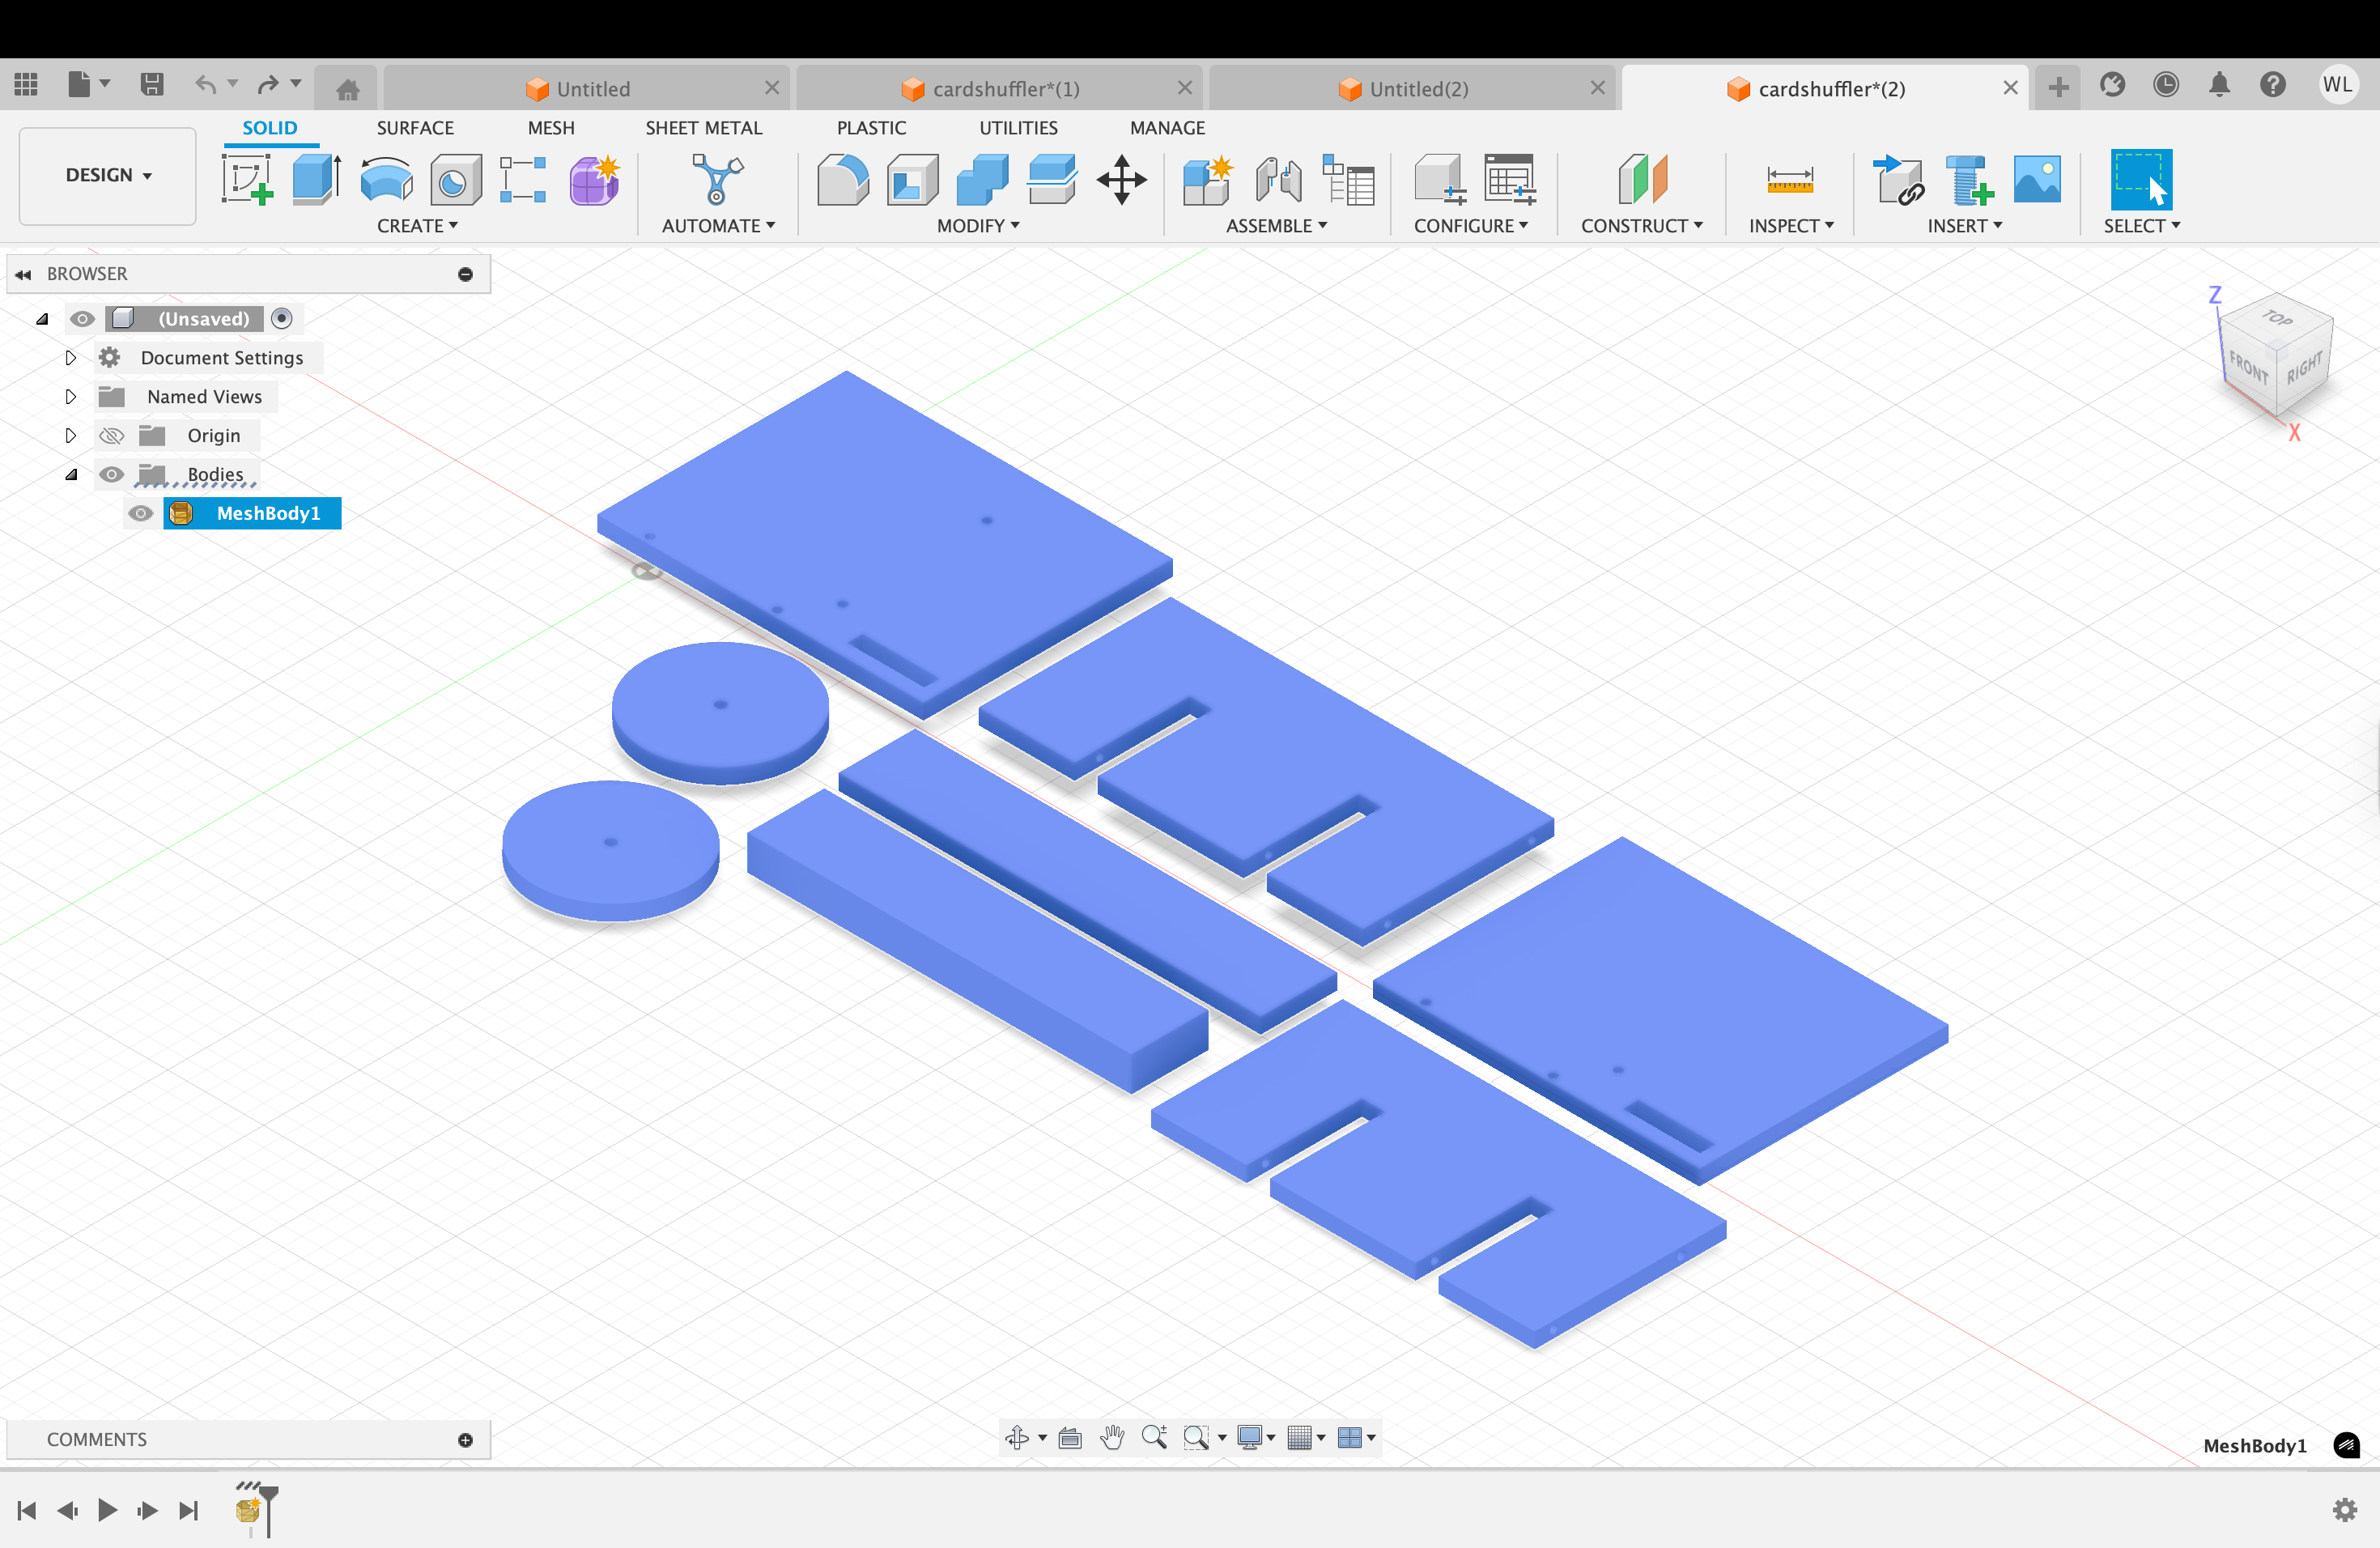 Untitled
cardshuffler*(1)
Untitled(2)
cardshuffler*(2)
WL
DESIGN
SOLID
SURFACE
MESH
SHEET METAL
PLASTIC
UTILITIES
MANAGE
CREATE
AUTOMATE
MODIFY
ASSEMBLE
CONFIGURE
CONSTRUCT
INSPECT
INSERT
SELECT
BROWSER
(Unsaved)
Document Settings
Named Views
Origin
Bodies
MeshBody1
Z
TOP
FRONT
RIGHT
X
COMMENTS
MeshBody1